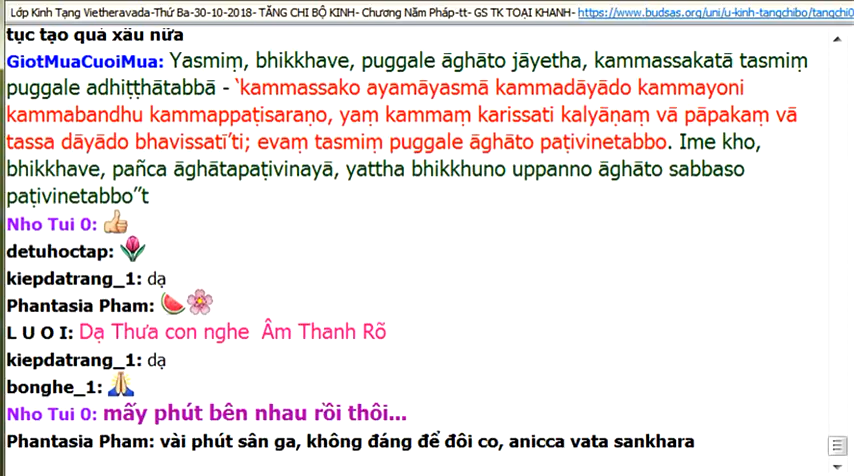 Lớp Kinh Tạng Vietheravada-Thứ Ba-30-10-2018- TĂNG CHI BỘ KINH- Chương Năm Pháp-tt- GS TK TOẠI KHANH- https://www.budsas.org/uni/u-kinh-tangchibo/tangchi0
tục tạo quả xấu nữa
GiotMuaCuoiMua: Yasmiṃ, bhikkhave, puggale āghāto jāyetha, kammassakatā tasmiṃ
puggale adhiṭṭhātabbā - ‘kammassako ayamāyasmā kammadāyādo kammayoni
kammabandhu kammappaṭisaraṇo, yaṃ kammaṃ karissati kalyāṇaṃ vā pāpakaṃ vā
tassa dāyādo bhavissatī’ti; evaṃ tasmiṃ puggale āghāto paṭivinetabbo. Ime kho,
bhikkhave, pañca āghātapaṭivinayā, yattha bhikkhuno uppanno āghāto sabbaso
paṭivinetabbo”t
Nho Tui 0:
detuhoctap:
kiepdatrang_1: dạ
Phantasia Pham:
L U O I: Dạ Thưa con nghe Âm Thanh Rõ
kiepdatrang_1: dạ
bonghe_1:
Nho Tui 0: mấy phút bên nhau rồi thôi...
Phantasia Pham: vài phút sân ga, không đáng để đôi co, anicca vata sankhara